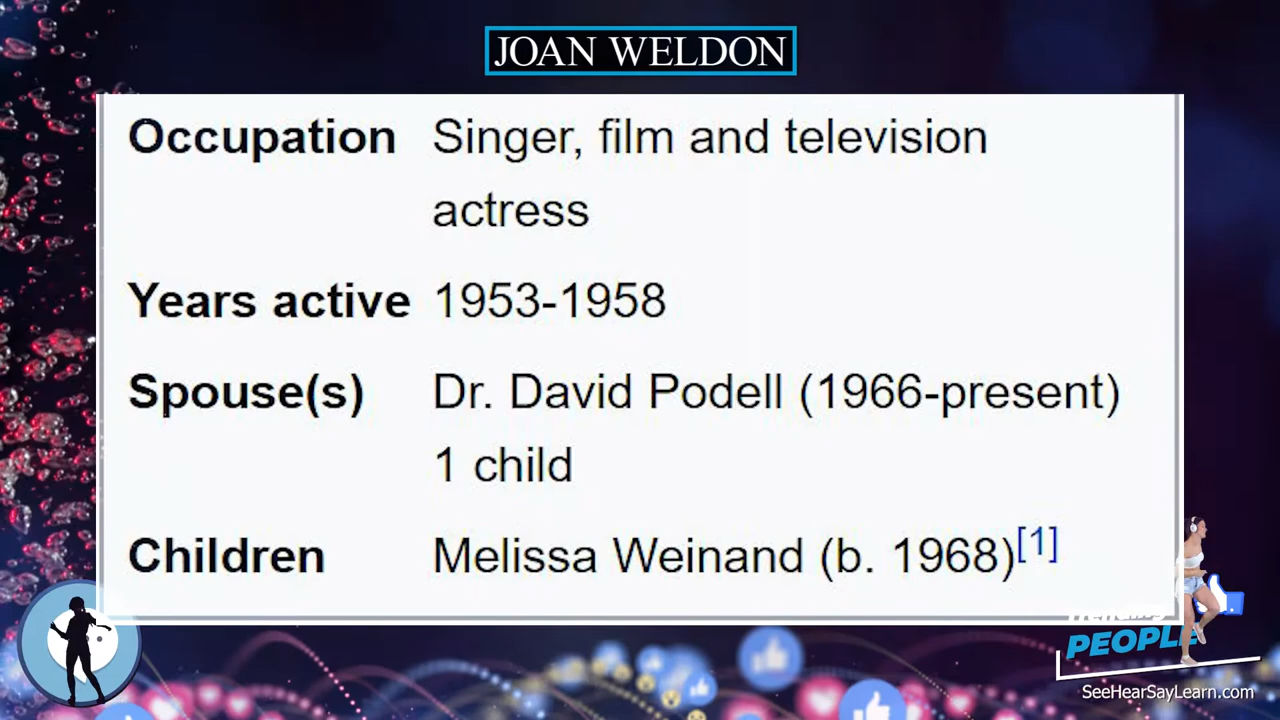 JOAN WELDON
Occupation Singer, film and television
actress
Years active 1953-1958
Spouse(s) Dr. David Podell (1966-present)
1 child
Children Melissa Weinand (b. 1968)[1]
Trending
PEOPLE
SeeHearSayLearn.com